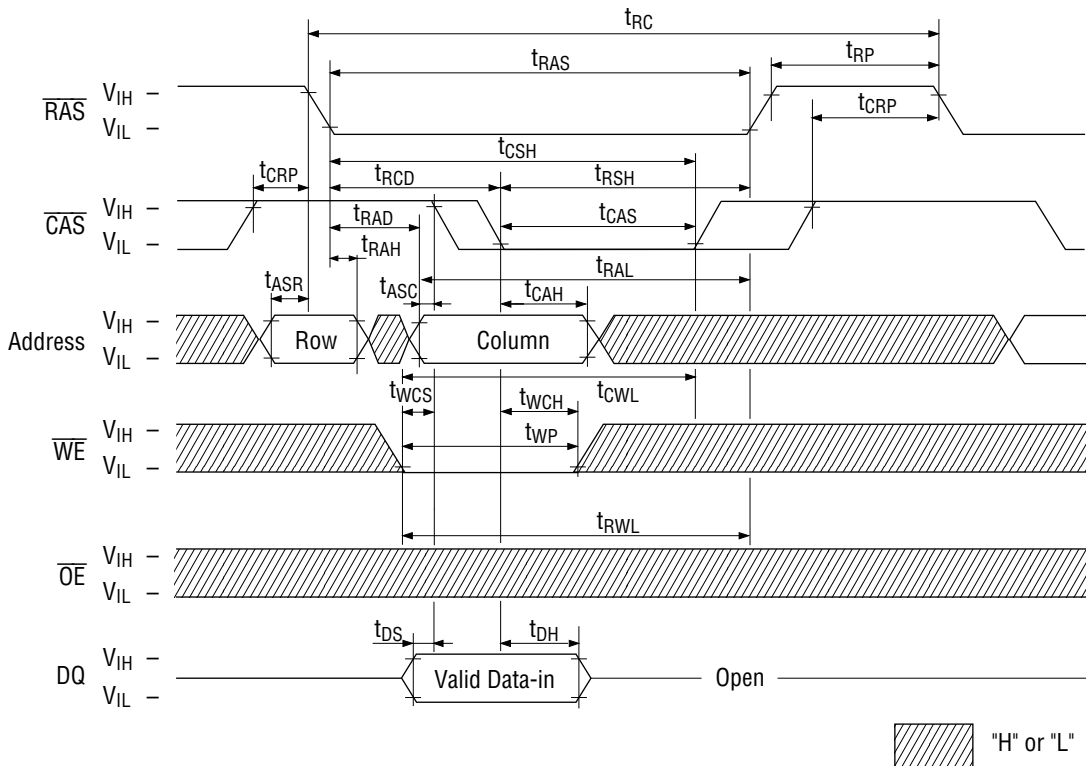 tRC
tRAS
tRP
RAS
VIH –
VIL –
tCRP
tCSH
tCRP
tRCD
tRSH
CAS
VIH –
VIL –
tRAD
tCAS
tRAH
tRAL
tASR
tASC
tCAH
Address
VIH –
VIL –
Row
Column
tWCS
tCWL
tWCH
WE
VIH –
VIL –
tWP
tRWL
OE
VIH –
VIL –
tDS
tDH
DQ
VIH –
VIL –
Valid Data-in
Open
"H" or "L"